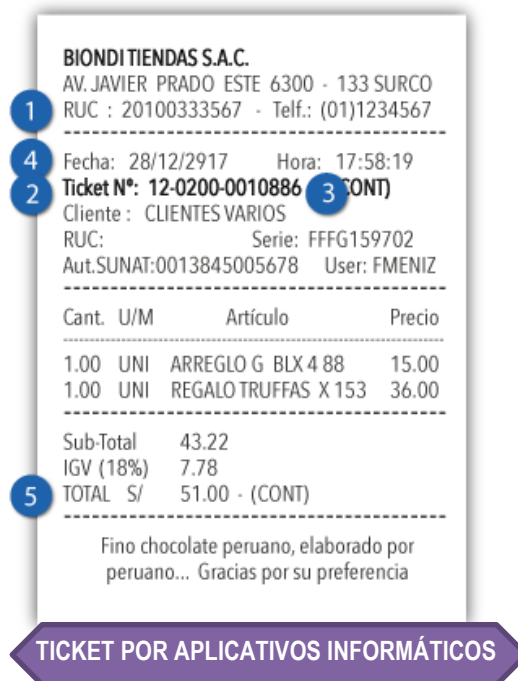 BIONDI TIENDAS S.A.C.
AV. JAVIER PRADO ESTE 6300 - 133 SURCO
1 RUC : 20100333567 - Telf.: (01)1234567
4 Fecha: 28/12/2917 Hora: 17:58:19
2 Ticket Nº: 12-0200-0010886 3 CONT)
Cliente : CLIENTES VARIOS
RUC: Serie: FFFG159702
Aut.SUNAT:0013845005678 User: FMENIZ
Cant. U/M Artículo Precio
1.00 UNI ARREGLO G BLX 4 88 15.00
1.00 UNI REGALO TRUFFAS X 153 36.00
Sub-Total 43.22
IGV (18%) 7.78
5 TOTAL S/ 51.00 - (CONT)
Fino chocolate peruano, elaborado por
peruano... Gracias por su preferencia
TICKET POR APLICATIVOS INFORMÁTICOS